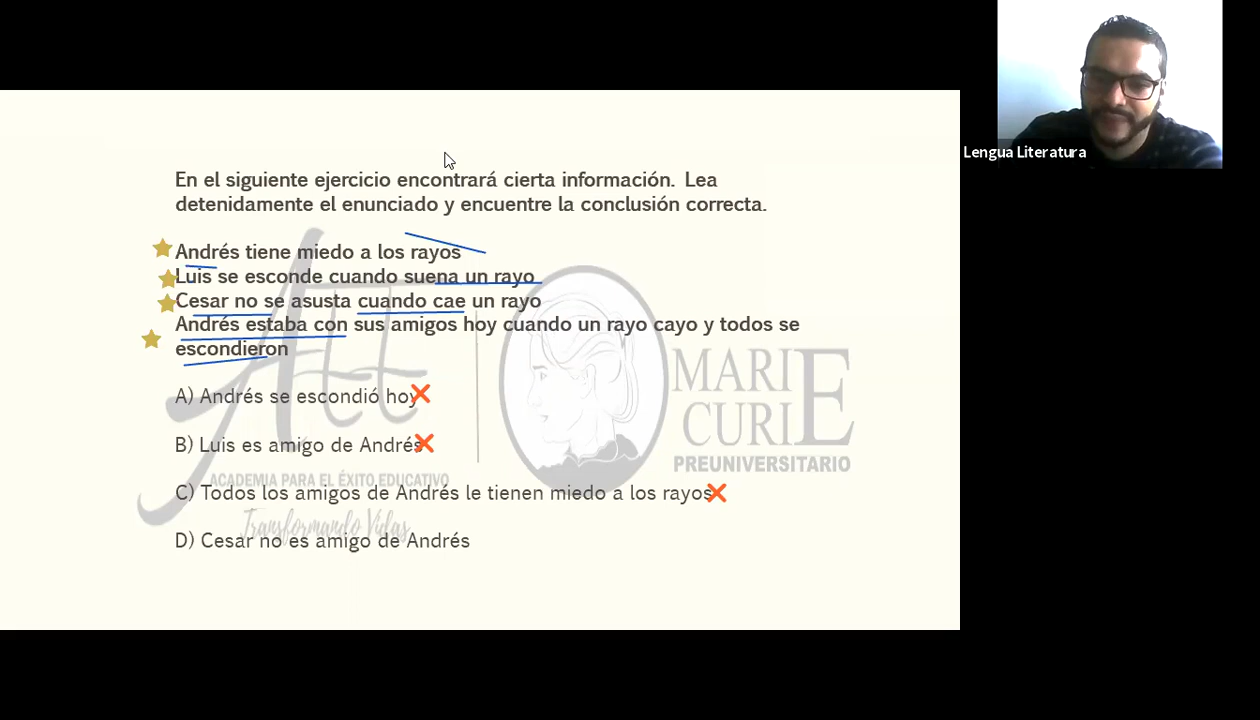 Lengua Literatura
En el siguiente ejercicio encontrará cierta información. Lea
detenidamente el enunciado y encuentre la conclusión correcta.
Andrés tiene miedo a los rayos
Luis se esconde cuando suena un rayo
Cesar no se asusta cuando cae un rayo
Andrés estaba con sus amigos hoy cuando un rayo cayo y todos se
escondieron
A) Andrés se escondió hoy
B) Luis es amigo de Andrés
C) Todos los amigos de Andrés le tienen miedo a los rayos
D) Cesar no es amigo de Andrés
AEE
ACADEMIA PARA EL ÉXITO EDUCATIVO
Transformando Vidas
MARIE
CURIE
PREUNIVERSITARIO